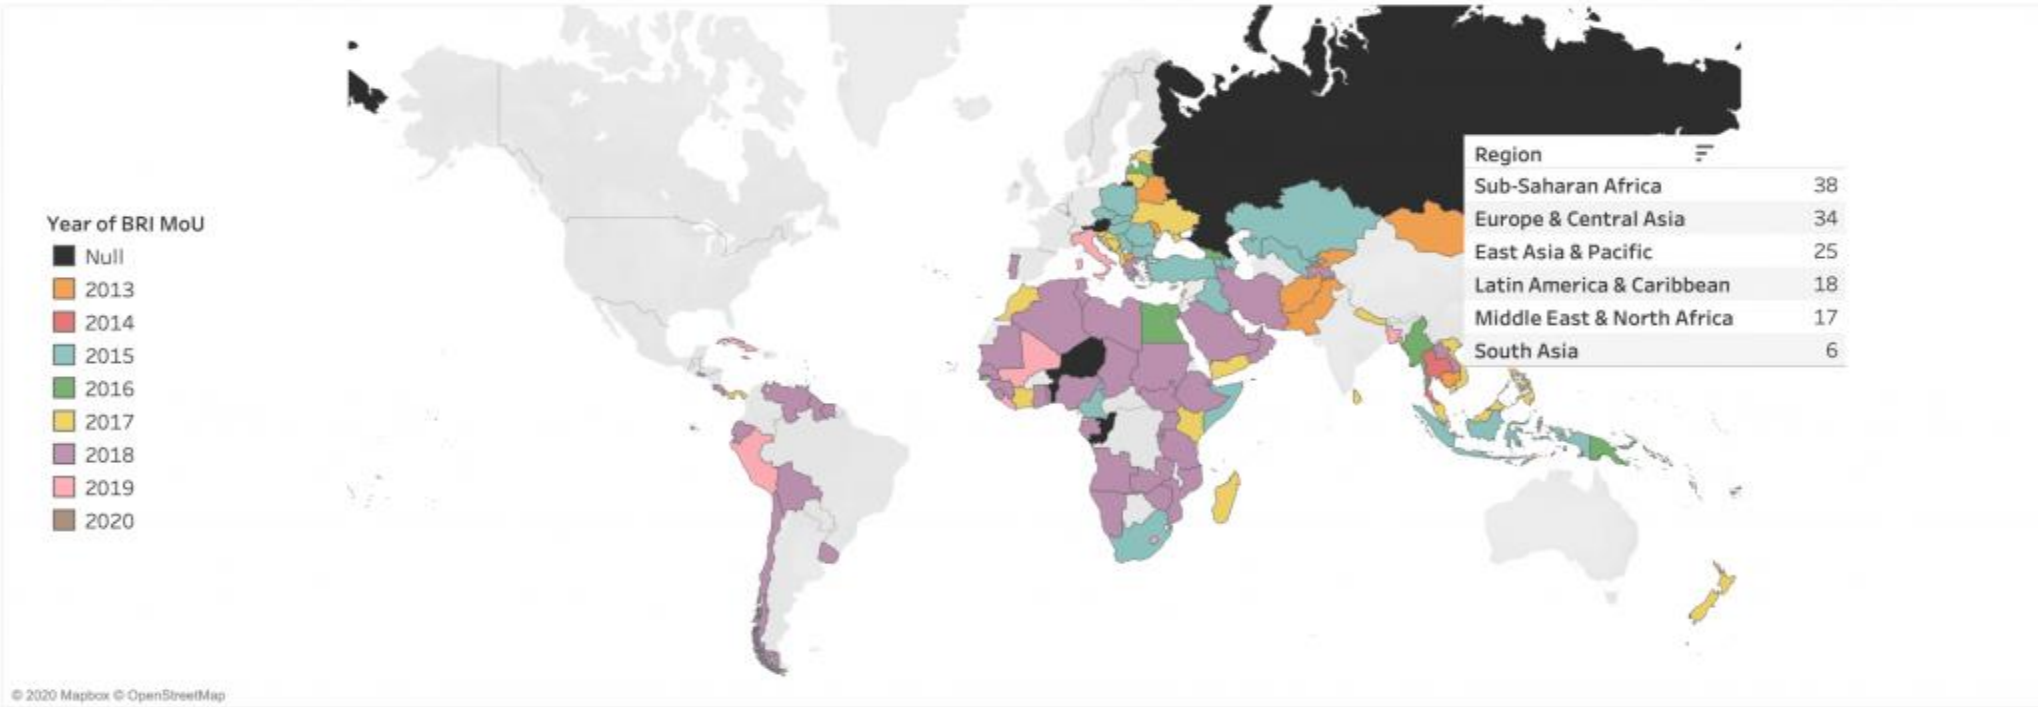 Year of BRI MoU
Null
2013
2014
2015
2016
2017
2018
2019
2020
Region
Sub-Saharan Africa 38
Europe & Central Asia 34
East Asia & Pacific 25
Latin America & Caribbean 18
Middle East & North Africa 17
South Asia 6
© 2020 Mapbox © OpenStreetMap